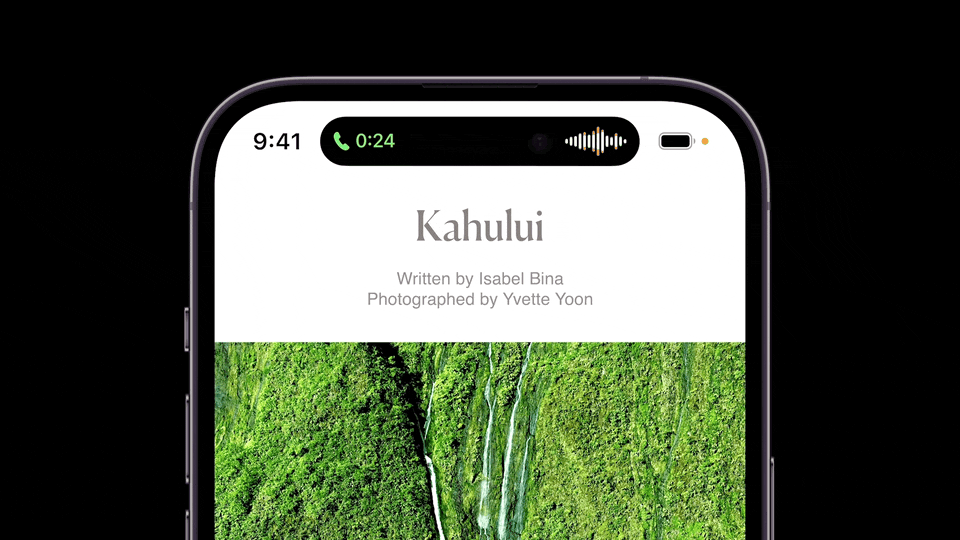 9:41
0:24
Kahului
Written by Isabel Bina
Photographed by Yvette Yoon